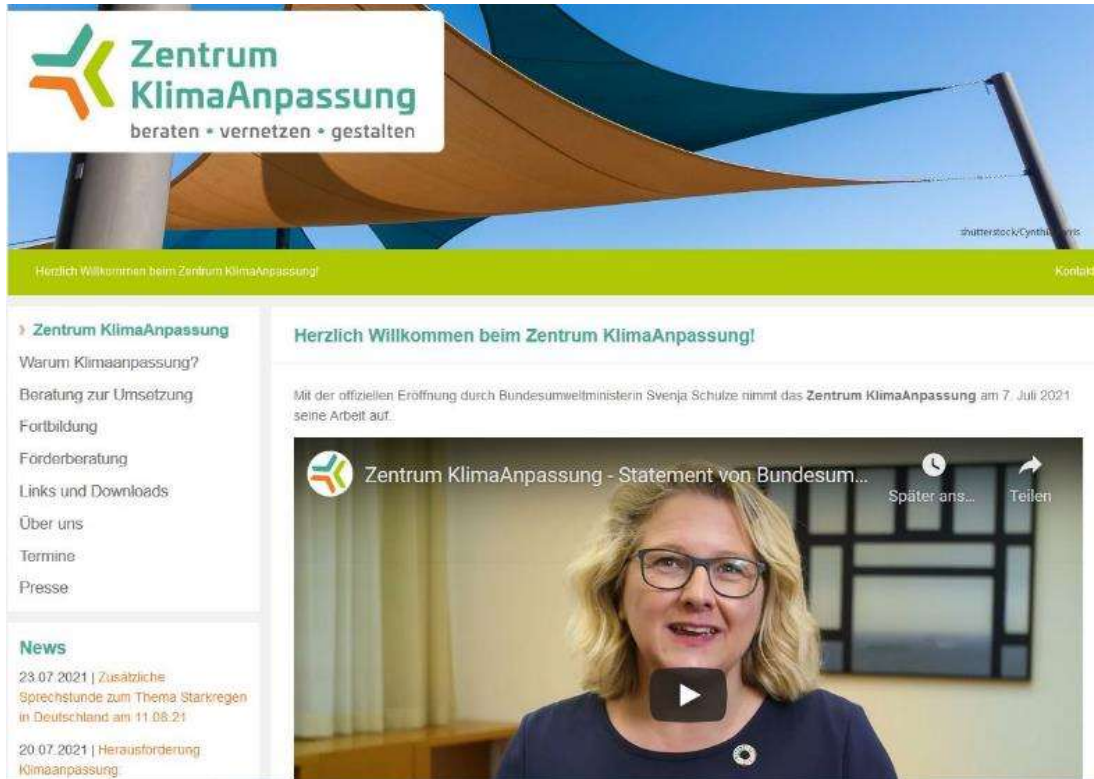 Zentrum
KlimaAnpassung
beraten • vernetzen • gestalten
Herzlich Willkommen beim Zentrum KlimaAnpassung!
Kontakt
› Zentrum KlimaAnpassung
Warum Klimaanpassung?
Beratung zur Umsetzung
Fortbildung
Förderberatung
Links und Downloads
Über uns
Termine
Presse
News
23.07.2021 | Zusätzliche
Sprechstunde zum Thema Starkregen
in Deutschland am 11.08.21
20.07.2021 | Herausforderung
Klimaanpassung:
Herzlich Willkommen beim Zentrum KlimaAnpassung!
Mit der offiziellen Eröffnung durch Bundesumweltministerin Svenja Schulze nimmt das Zentrum KlimaAnpassung am 7. Juli 2021
seine Arbeit auf.
Zentrum KlimaAnpassung - Statement von Bundesum...
Später ans...
Teilen